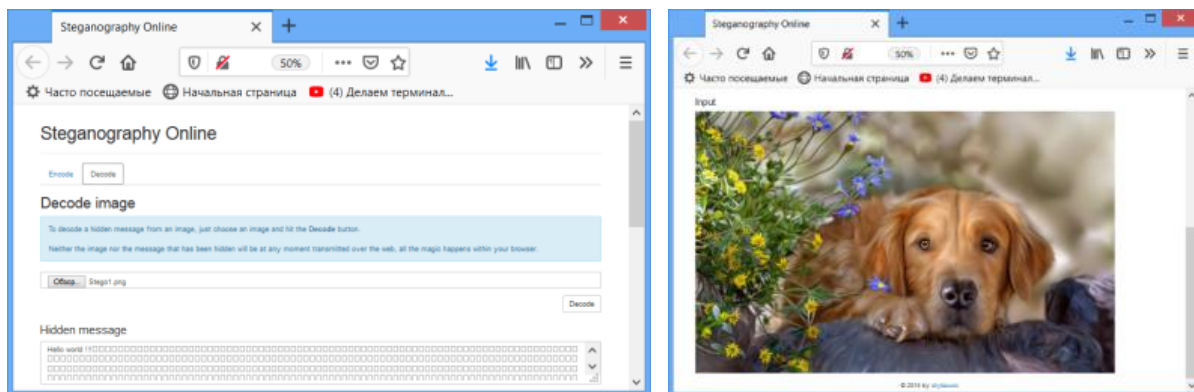 Steganography Online
50%
Часто посещаемые Начальная страница (4) Делаем терминал...
Steganography Online
Encode Decode
Decode image
To decode a hidden message from an image, just choose an image and hit the Decode button.
Neither the image nor the message that has been hidden will be at any moment transmitted over the web, all the magic happens within your browser.
Обзор... Stego1.png
Decode
Hidden message
Hello world !!
Steganography Online
50%
Часто посещаемые Начальная страница (4) Делаем терминал...
Input